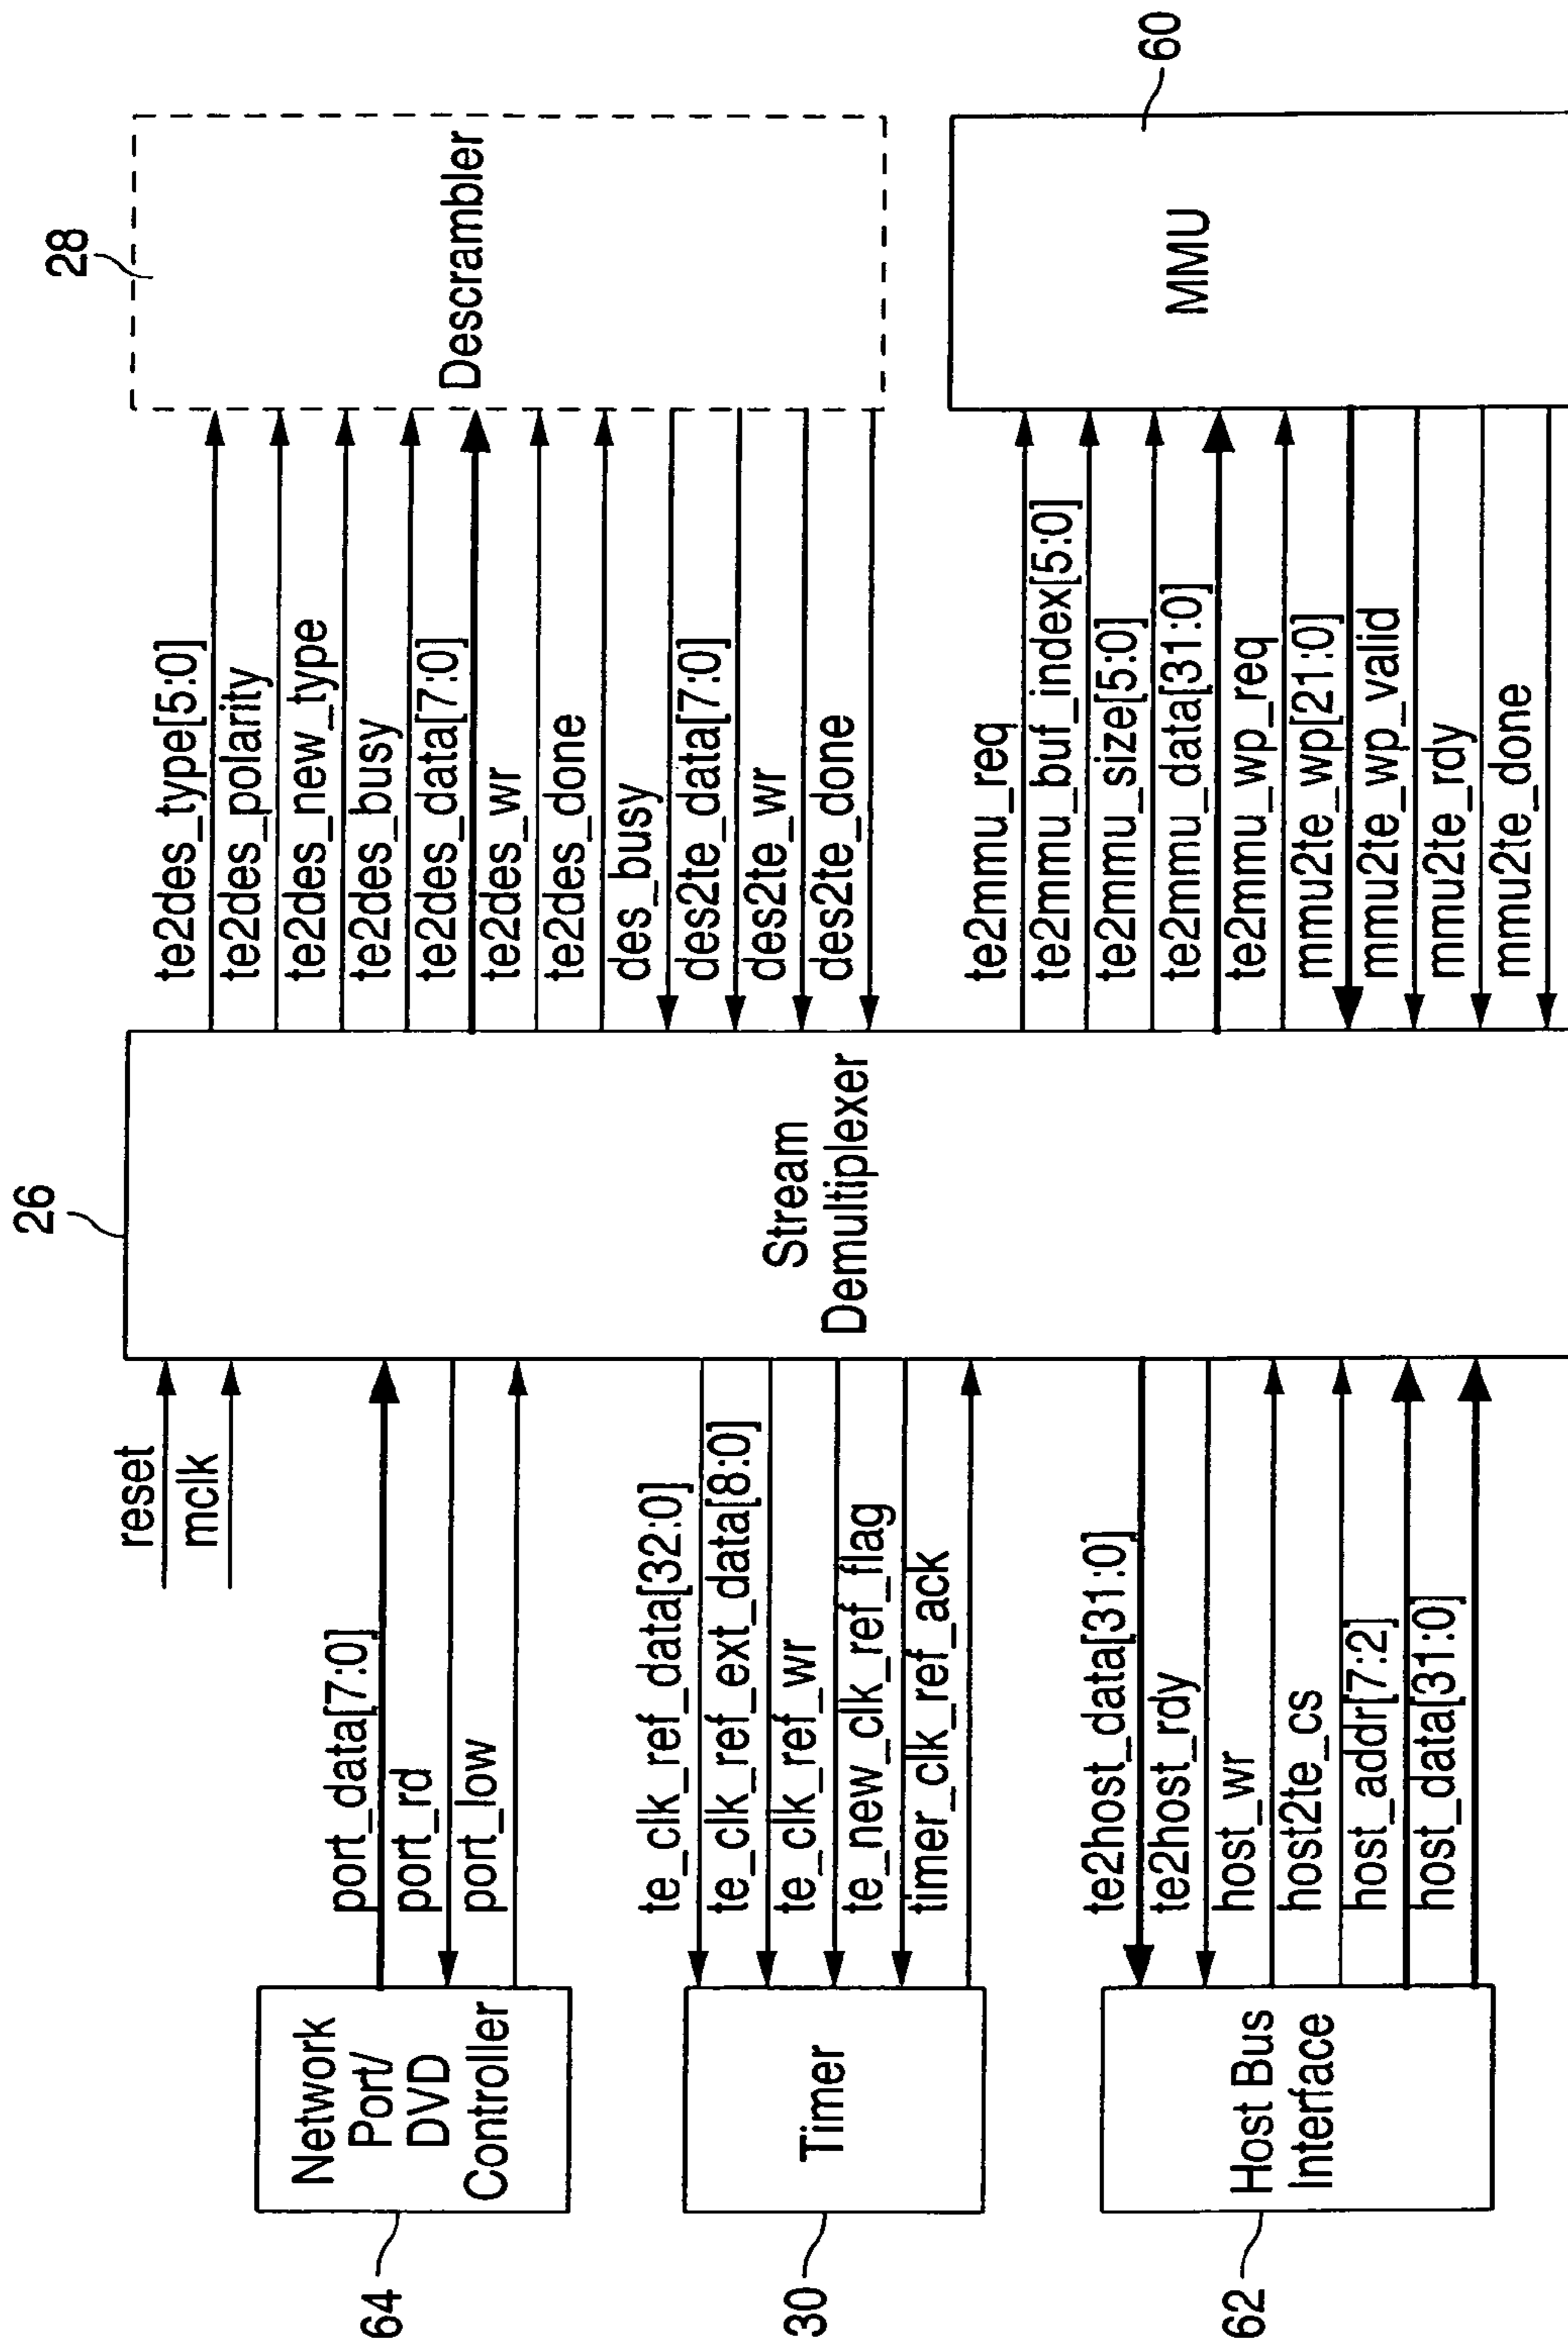 64
Network
Port/
DVD
Controller
port_data[7:0]
port_rd
port_low
reset
mclk
30
Timer
te_clk_ref_data[32:0]
te_clk_ref_ext_data[8:0]
te_clk_ref_wr
te_new_clk_ref_flag
timer_clk_ref_ack
62
Host Bus
Interface
te2host_data[31:0]
te2host_rdy
host_wr
host2te_cs
host_addr[7:2]
host_data[31:0]
26
Stream
Demultiplexer
te2des_type[5:0]
te2des_polarity
te2des_new_type
te2des_busy
te2des_data[7:0]
te2des_wr
te2des_done
des_busy
des2te_data[7:0]
des2te_wr
des2te_done
28
Descrambler
te2mmu_req
te2mmu_buf_index[5:0]
te2mmu_size[5:0]
te2mmu_data[31:0]
te2mmu_wp_req
mmu2te_wp[21:0]
mmu2te_wp_valid
mmu2te_rdy
mmu2te_done
MMU
60